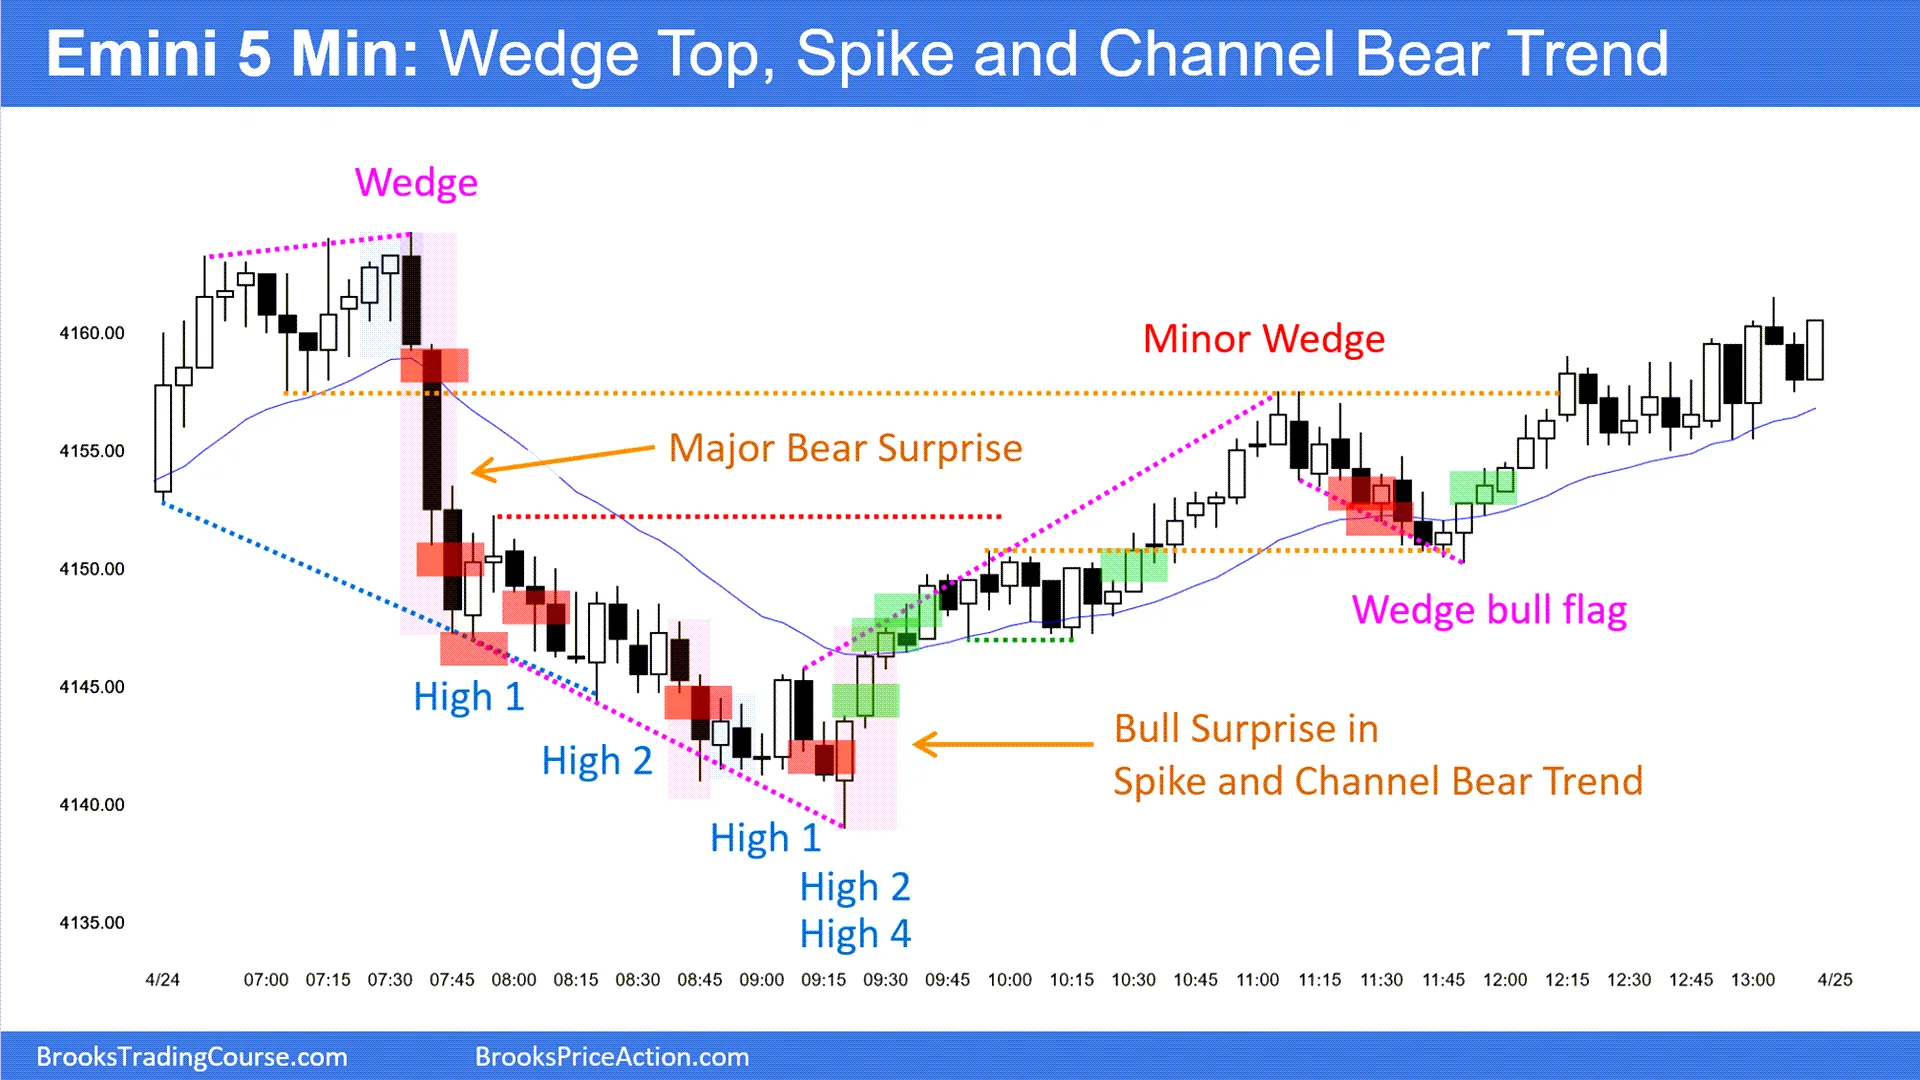 Emini 5 Min: Wedge Top, Spike and Channel Bear Trend
Wedge
4160.00
Minor Wedge
4155.00
Major Bear Surprise
4150.00
Wedge bull flag
4145.00
High 1
Bull Surprise in
Spike and Channel Bear Trend
High 2
4140.00
High 1
High 2
High 4
4135.00
4/24 07:00 07:15 07:30 07:45 08:00 08:15 08:30 08:45 09:00 09:15 09:30 09:45 10:00 10:15 10:30 10:45 11:00 11:15 11:30 11:45 12:00 12:15 12:30 12:45 13:00 4/25
BrooksTradingCourse.com BrooksPriceAction.com